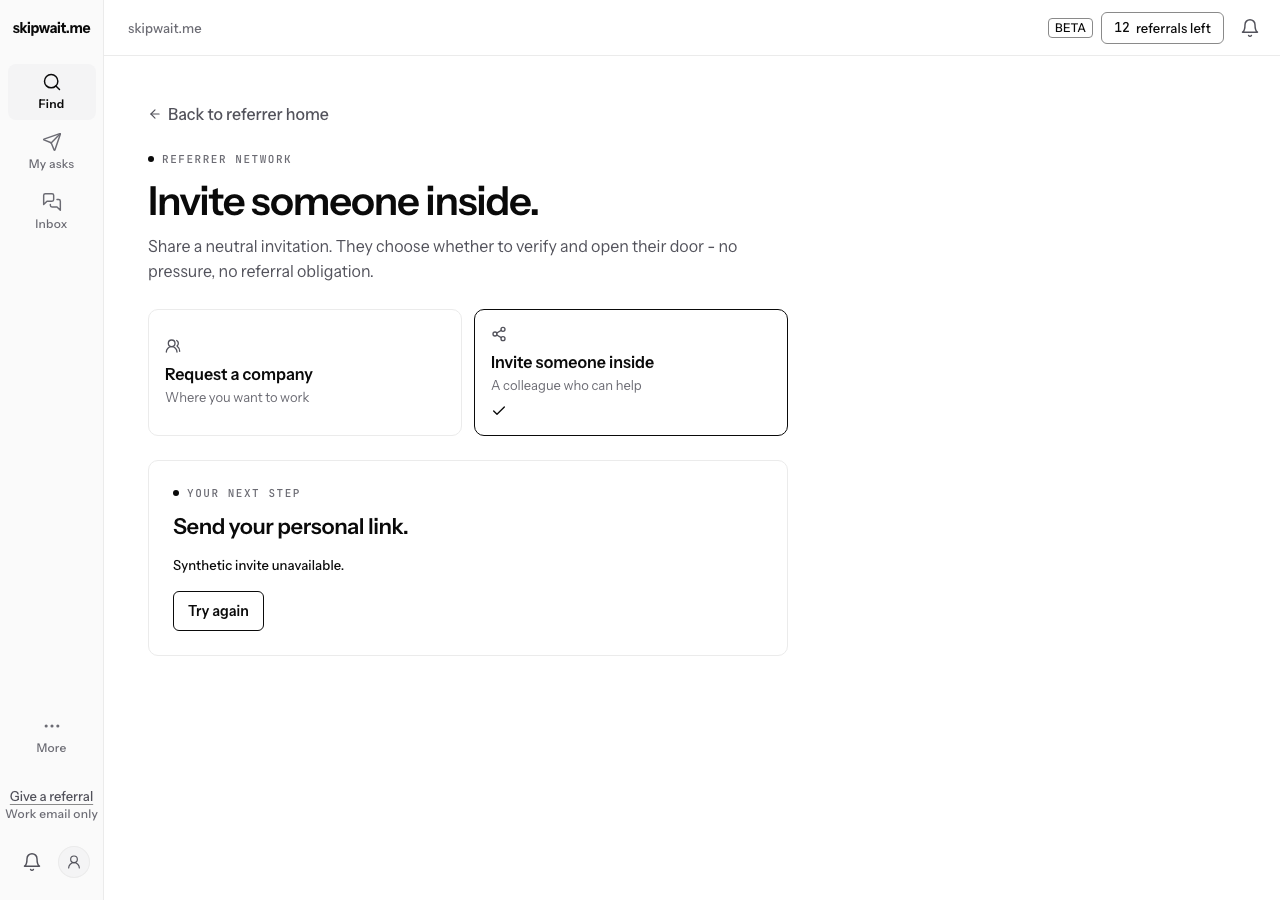 skipwait.me
skipwait.me
BETA
12 referrals left
Find
My asks
Inbox
Back to referrer home
REFERRER NETWORK
Invite someone inside.
Share a neutral invitation. They choose whether to verify and open their door - no
pressure, no referral obligation.
Request a company
Where you want to work
Invite someone inside
A colleague who can help
YOUR NEXT STEP
Send your personal link.
Synthetic invite unavailable.
Try again
More
Give a referral
Work email only